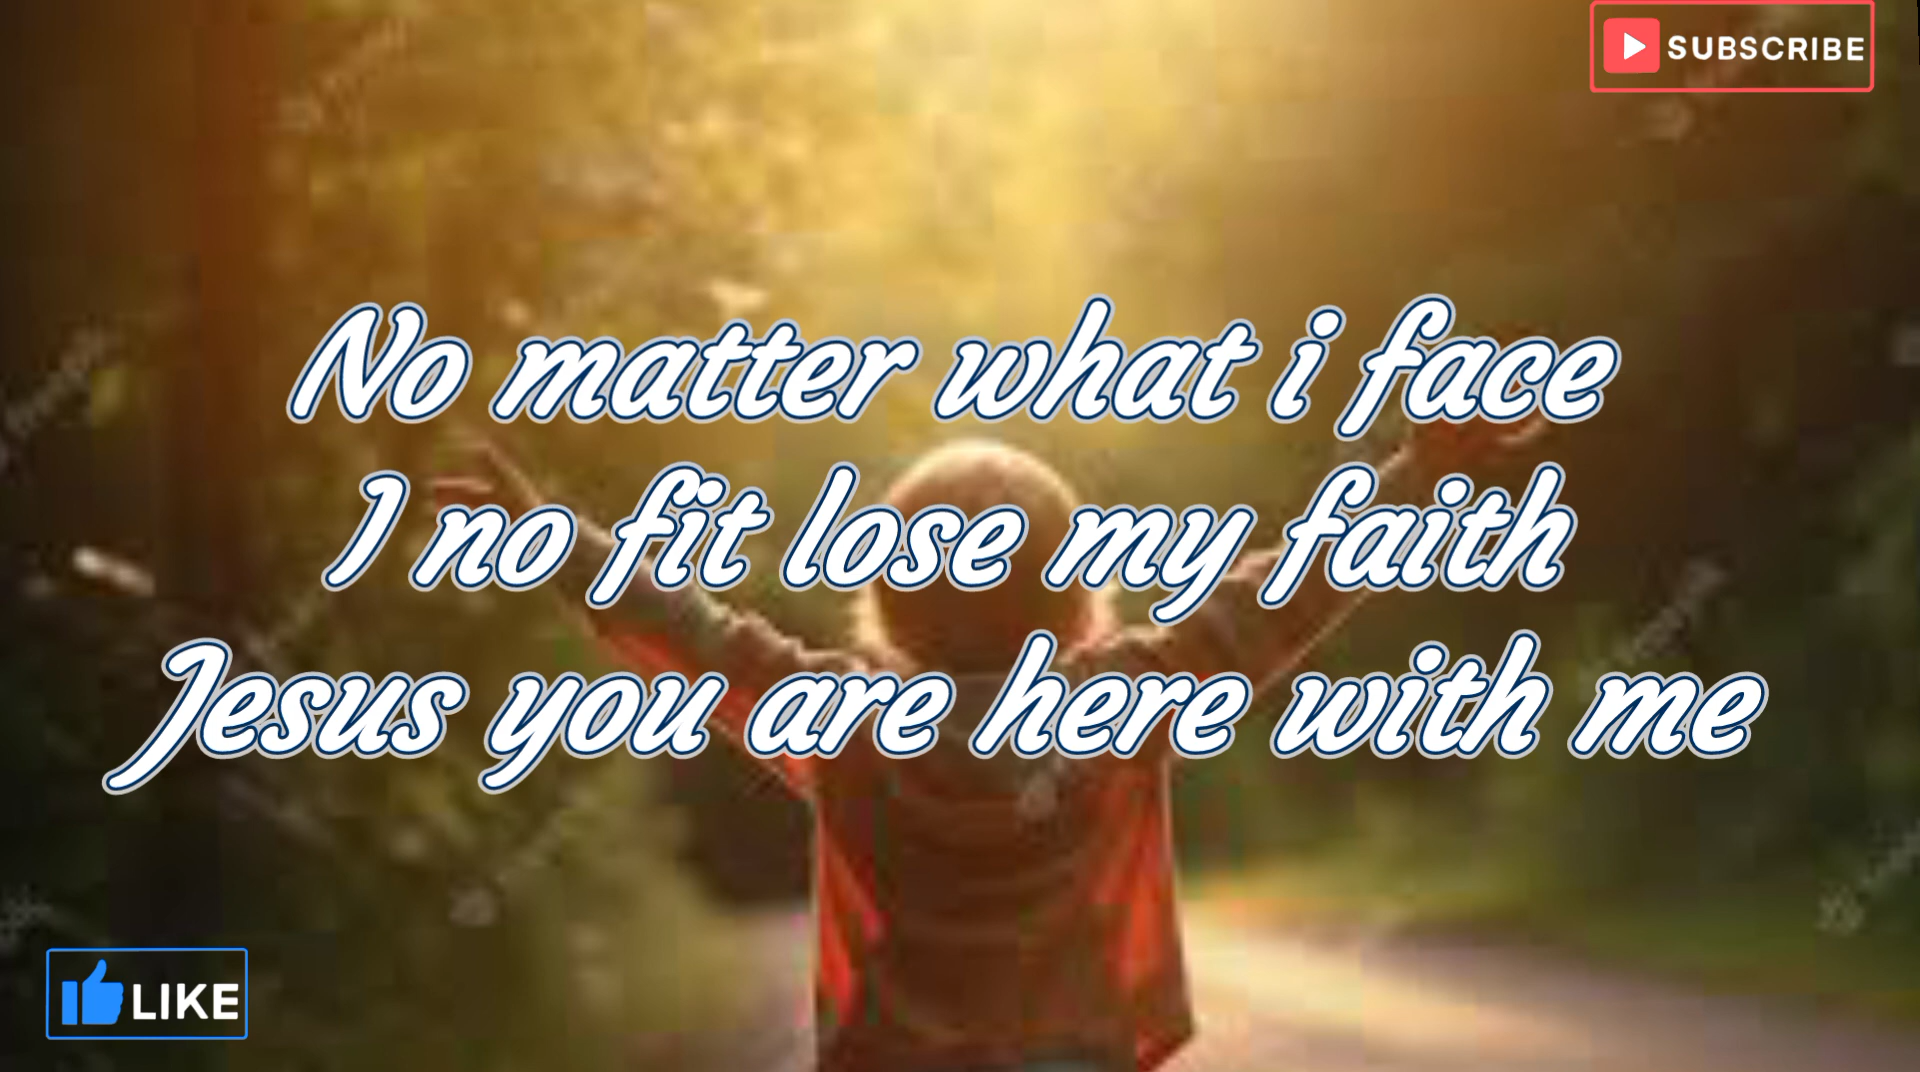 SUBSCRIBE
No matter what i face
I no fit lose my faith
Jesus you are here with me
LIKE